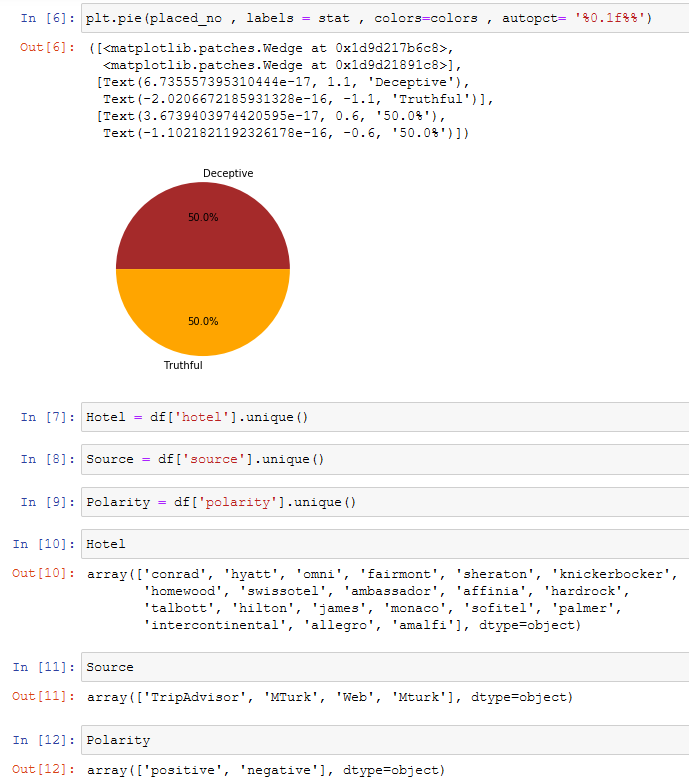 In [6]: plt.pie(placed_no , labels = stat , colors=colors , autopct= '%0.1f%%')
Out[6]: ([<matplotlib.patches.Wedge at 0x1d9d217b6c8>,
<matplotlib.patches.Wedge at 0x1d9d21891c8>],
[Text(6.735557395310444e-17, 1.1, 'Deceptive'),
Text(-2.0206672185931328e-16, -1.1, 'Truthful')],
[Text(3.6739403974420595e-17, 0.6, '50.0%'),
Text(-1.1021821192326178e-16, -0.6, '50.0%')])
Deceptive
50.0%
50.0%
Truthful
In [7]: Hotel = df['hotel'].unique()
In [8]: Source = df['source'].unique()
In [9]: Polarity = df['polarity'].unique()
In [10]: Hotel
Out[10]: array(['conrad', 'hyatt', 'omni', 'fairmont', 'sheraton', 'knickerbocker',
'homewood', 'swissotel', 'ambassador', 'affinia', 'hardrock',
'talbott', 'hilton', 'james', 'monaco', 'sofitel', 'palmer',
'intercontinental', 'allegro', 'amalfi'], dtype=object)
In [11]: Source
Out[11]: array(['TripAdvisor', 'MTurk', 'Web', 'Mturk'], dtype=object)
In [12]: Polarity
Out[12]: array(['positive', 'negative'], dtype=object)